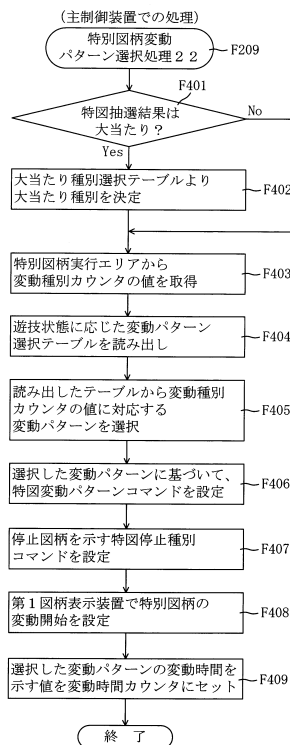 (主制御装置での処理)
特別図柄変動
パターン選択処理22
F209
F401
特図抽選結果は
大当たり?
No
Yes
大当たり種別選択テーブルより
大当たり種別を決定
F402
特別図柄実行エリアから
変動種別カウンタの値を取得
F403
遊技状態に応じた変動パターン
選択テーブルを読み出し
F404
読み出したテーブルから変動種別
カウンタの値に対応する
変動パターンを選択
F405
選択した変動パターンに基づいて、
特図変動パターンコマンドを設定
F406
停止図柄を示す特図停止種別
コマンドを設定
F407
第1図柄表示装置で特別図柄の
変動開始を設定
F408
選択した変動パターンの変動時間を
示す値を変動時間カウンタにセット
F409
終 了